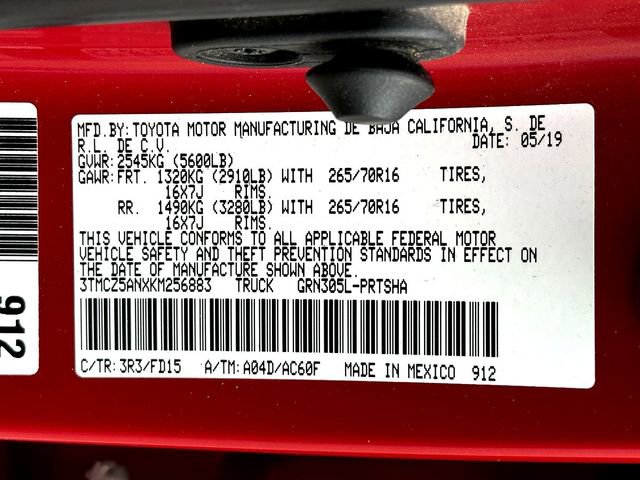 MFD.BY:TOYOTA MOTOR MANUFACTURING DE BAJA CALIFORNIA, S. DE
R.L. DE C.V. DATE: 05/19
GVWR:2545KG (5600LB)
GAWR:FRT. 1320KG (2910LB) WITH 265/70R16 TIRES,
16X7J RIMS.
RR. 1490KG (3280LB) WITH 265/70R16 TIRES,
16X7J RIMS.
THIS VEHICLE CONFORMS TO ALL APPLICABLE FEDERAL MOTOR
VEHICLE SAFETY AND THEFT PREVENTION STANDARDS IN EFFECT ON
THE DATE OF MANUFACTURE SHOWN ABOVE.
3TMCZ5ANXKM256883 TRUCK GRN305L-PRTSHA
C/TR:3R3/FD15 A/TM:A04D/AC60F MADE IN MEXICO 912
912